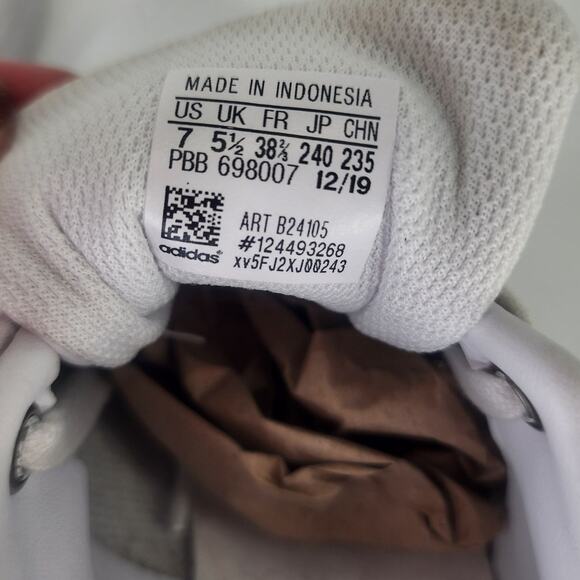 MADE IN INDONESIA
US UK FR JP CHN
7 5½ 38⅔ 240 235
PBB 698007 12/19
ART B24105
#124493268
adidas
xv5FJ2XJ00243